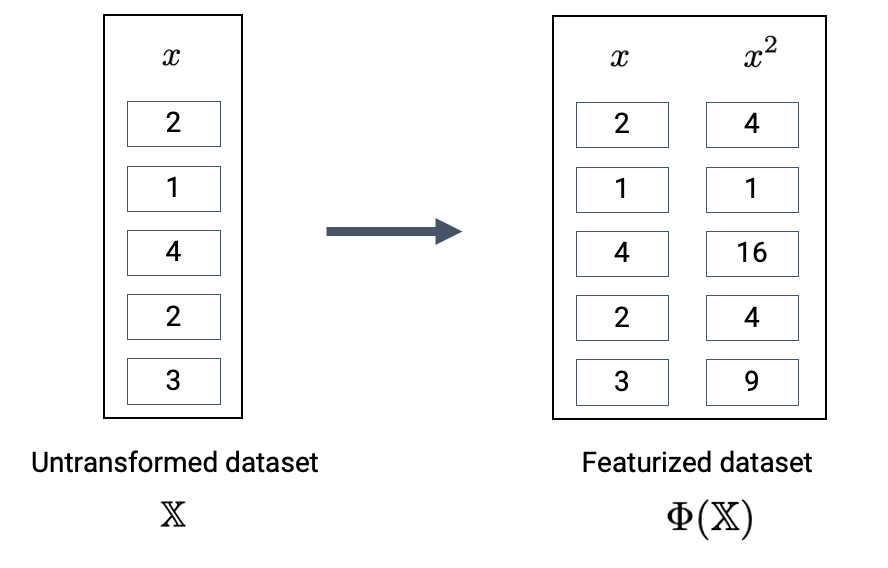 x
2
1
4
2
3
Untransformed dataset
𝕏
x x²
2 4
1 1
4 16
2 4
3 9
Featurized dataset
Φ(𝕏)